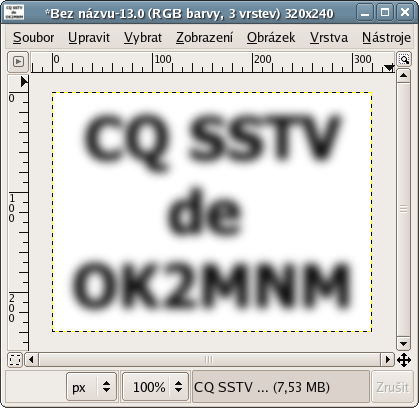 *Bez názvu-13.0 (RGB barvy, 3 vrstev) 320x240
Soubor Upravit Vybrat Zobrazení Obrázek Vrstva Nástroje
0 100 200 300
0
100
200
CQ SSTV
de
OK2MNM
px 100% CQ SSTV ... (7,53 MB) Zrušit